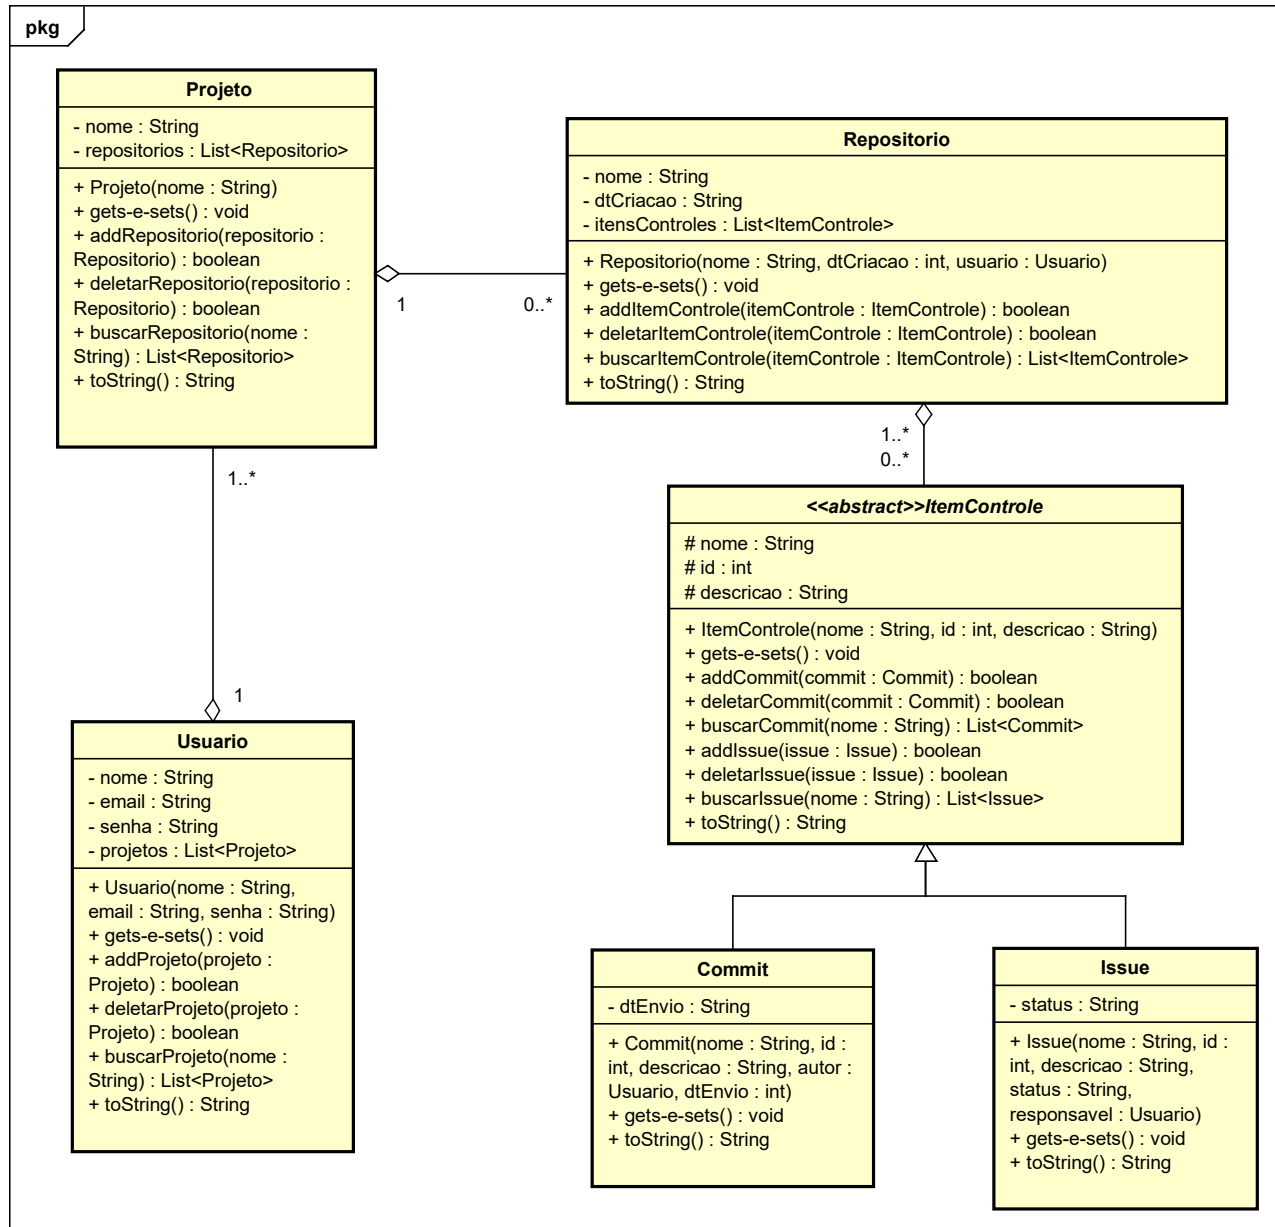 pkg
Projeto
- nome : String
- repositorios : List<Repositorio>
+ Projeto(nome : String)
+ gets-e-sets() : void
+ addRepositorio(repositorio :
Repositorio) : boolean
+ deletarRepositorio(repositorio :
Repositorio) : boolean
+ buscarRepositorio(nome :
String) : List<Repositorio>
+ toString() : String
1
0..*
Repositorio
- nome : String
- dtCriacao : String
- itensControles : List<ItemControle>
+ Repositorio(nome : String, dtCriacao : int, usuario : Usuario)
+ gets-e-sets() : void
+ addItemControle(itemControle : ItemControle) : boolean
+ deletarItemControle(itemControle : ItemControle) : boolean
+ buscarItemControle(itemControle : ItemControle) : List<ItemControle>
+ toString() : String
1..*
0..*
1..*
1
<<abstract>>ItemControle
# nome : String
# id : int
# descricao : String
+ ItemControle(nome : String, id : int, descricao : String)
+ gets-e-sets() : void
+ addCommit(commit : Commit) : boolean
+ deletarCommit(commit : Commit) : boolean
+ buscarCommit(nome : String) : List<Commit>
+ addIssue(issue : Issue) : boolean
+ deletarIssue(issue : Issue) : boolean
+ buscarIssue(nome : String) : List<Issue>
+ toString() : String
Usuario
- nome : String
- email : String
- senha : String
- projetos : List<Projeto>
+ Usuario(nome : String,
email : String, senha : String)
+ gets-e-sets() : void
+ addProjeto(projeto :
Projeto) : boolean
+ deletarProjeto(projeto :
Projeto) : boolean
+ buscarProjeto(nome :
String) : List<Projeto>
+ toString() : String
Commit
- dtEnvio : String
+ Commit(nome : String, id :
int, descricao : String, autor :
Usuario, dtEnvio : int)
+ gets-e-sets() : void
+ toString() : String
Issue
- status : String
+ Issue(nome : String, id :
int, descricao : String,
status : String,
responsavel : Usuario)
+ gets-e-sets() : void
+ toString() : String